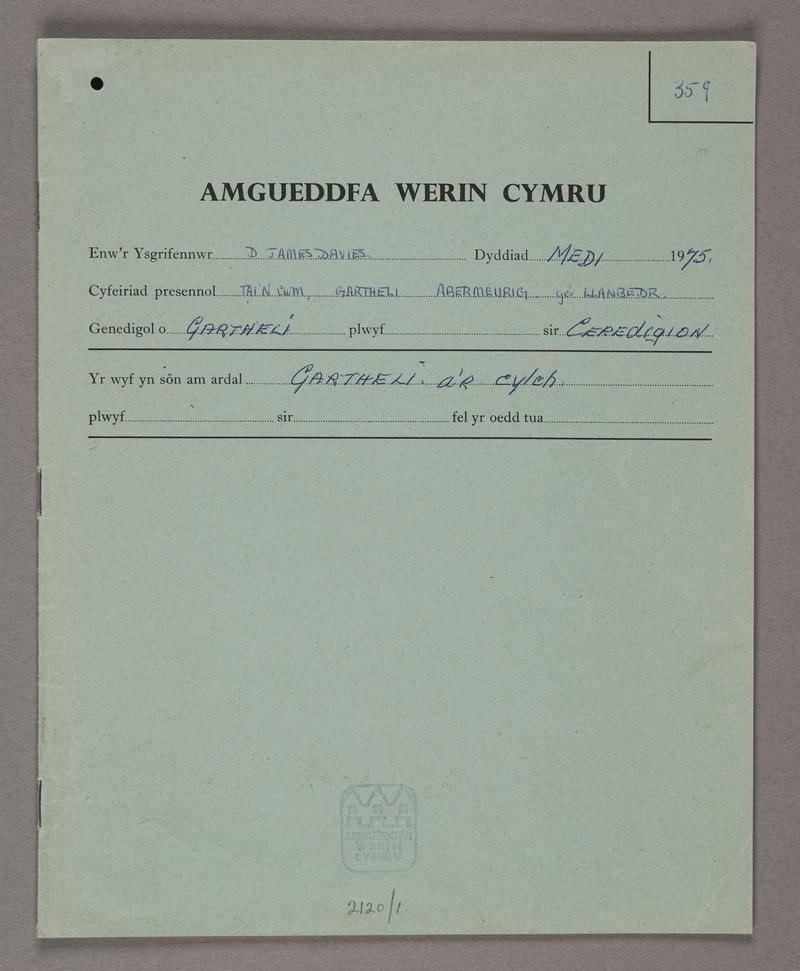 359
AMGUEDDFA WERIN CYMRU
Enw'r Ysgrifennwr D JAMES DAVIES Dyddiad MEDI 1975.
Cyfeiriad presennol TAI'N CWM, GARTHELI ABERMEURIG ger LLANBEDR.
Genedigol o GARTHELI plwyf sir CEREDIGION
Yr wyf yn sôn am ardal GARTHELI a'R cylch.
plwyf sir fel yr oedd tua
AMGUEDDFA
WERIN
CYMRU
2120/1